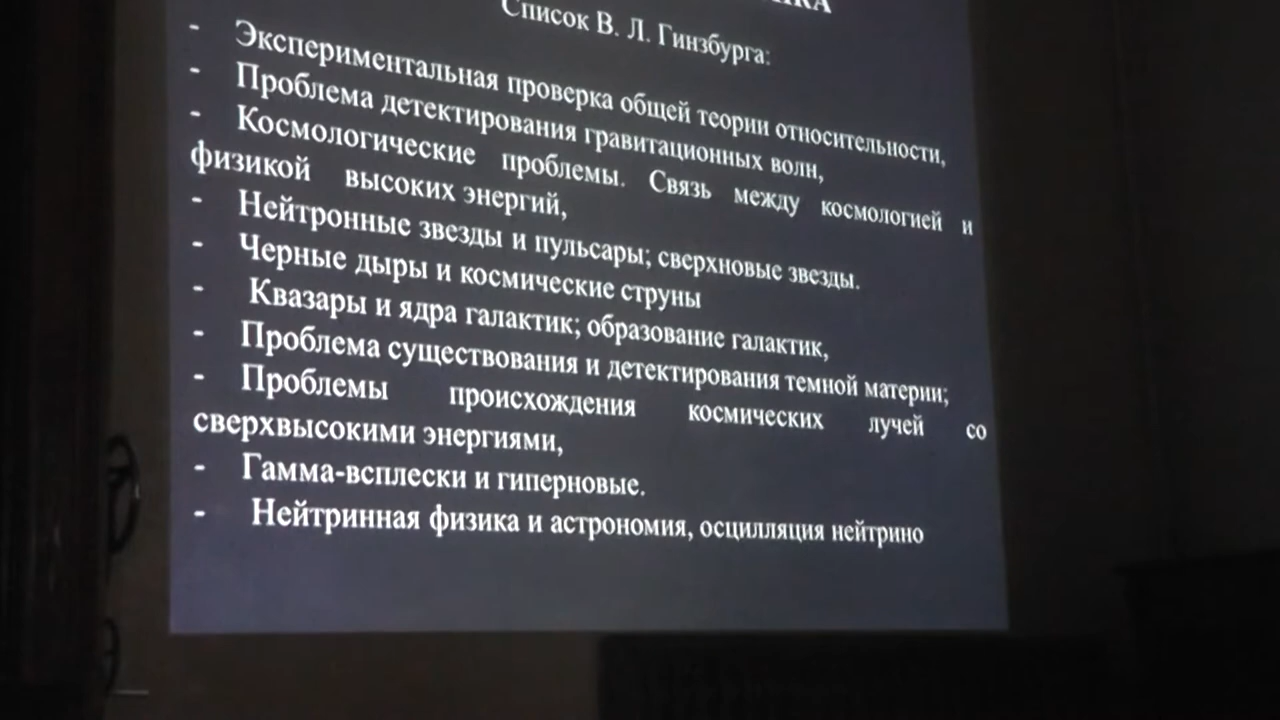 Список В. Л. Гинзбурга:
- Экспериментальная проверка общей теории относительности,
- Проблема детектирования гравитационных волн,
- Космологические проблемы. Связь между космологией и
физикой высоких энергий,
- Нейтронные звезды и пульсары; сверхновые звезды.
- Черные дыры и космические струны
- Квазары и ядра галактик; образование галактик,
- Проблема существования и детектирования темной материи;
- Проблемы происхождения космических лучей со
сверхвысокими энергиями,
- Гамма-всплески и гиперновые.
- Нейтринная физика и астрономия, осцилляция нейтрино